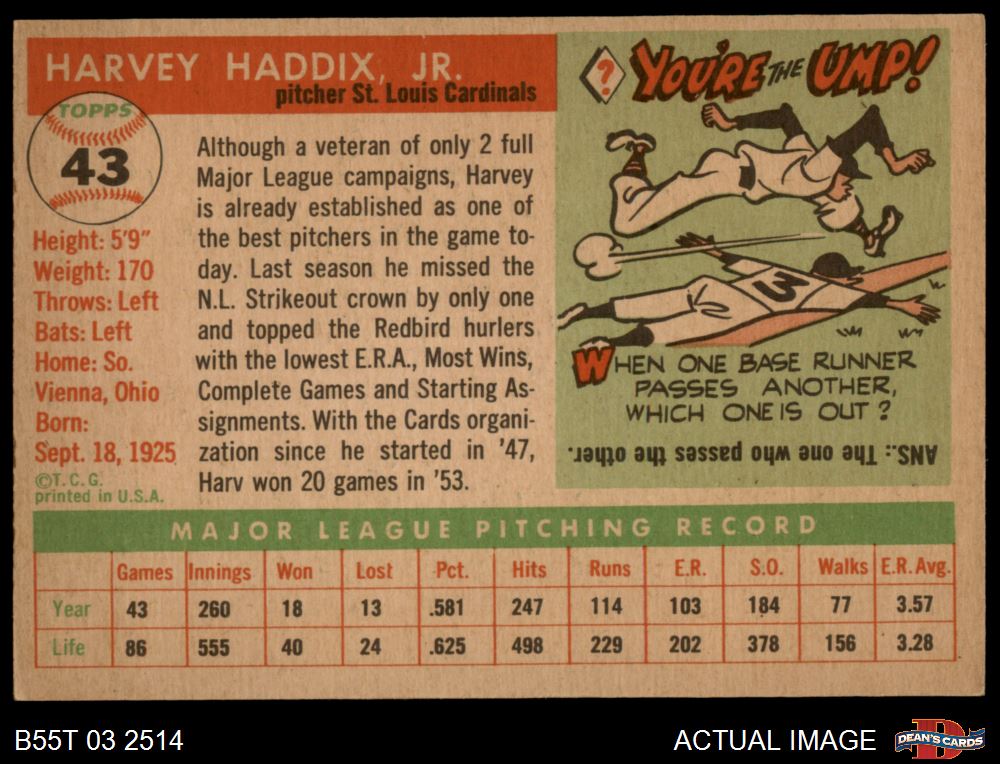 HARVEY HADDIX, JR.
pitcher St. Louis Cardinals
TOPPS
43
Height: 5'9"
Weight: 170
Throws: Left
Bats: Left
Home: So.
Vienna, Ohio
Born:
Sept. 18, 1925
©T. C. G.
printed in U.S.A.
Although a veteran of only 2 full
Major League campaigns, Harvey
is already established as one of
the best pitchers in the game to-
day. Last season he missed the
N.L. Strikeout crown by only one
and topped the Redbird hurlers
with the lowest E.R.A., Most Wins,
Complete Games and Starting As-
signments. With the Cards organi-
zation since he started in '47,
Harv won 20 games in '53.
? YOU'RE THE UMP!
3
WHEN ONE BASE RUNNER
PASSES ANOTHER,
WHICH ONE IS OUT?
ANS.: The one who passes the other.
MAJOR LEAGUE PITCHING RECORD
Games Innings Won Lost Pct. Hits Runs E.R. S.O. Walks E.R. Avg.
Year 43 260 18 13 .581 247 114 103 184 77 3.57
Life 86 555 40 24 .625 498 229 202 378 156 3.28
B55T 03 2514
ACTUAL IMAGE
D
DEAN'S CARDS